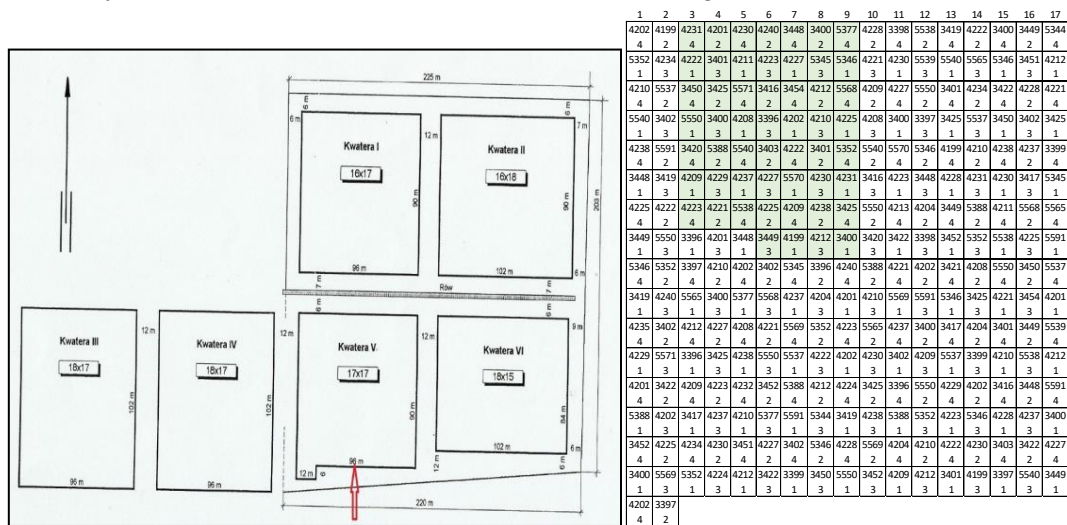 225 m
6 m
6 m
6 m
7 m
12 m
Kwatera I
16x17
Kwatera II
16x18
90 m
90 m
203 m
96 m
102 m
6 m
7 m
7 m
Rów
6 m
6 m
12 m
12 m
12 m
9 m
Kwatera III
18x17
Kwatera IV
18x17
Kwatera V
17x17
Kwatera VI
18x15
102 m
102 m
90 m
84 m
102 m
6 m
96 m
12 m
6
12 m
6 m
96 m
96 m
220 m
1 2 3 4 5 6 7 8 9 10 11 12 13 14 15 16 17
4202 4199 4231 4201 4230 4240 3448 3400 5377 4228 3398 5538 3419 4222 3400 3449 5344
4 2 4 2 4 2 4 2 4 2 4 2 4 2 4 2 4
5352 4234 4222 3401 4211 4223 4227 5345 5346 4221 4230 5539 5540 5565 5346 3451 4212
1 3 1 3 1 3 1 3 1 3 1 3 1 3 1 3 1
4210 5537 3450 3425 5571 3416 3454 4212 5568 4209 4227 5550 3401 4234 3422 4228 4221
4 2 4 2 4 2 4 2 4 2 4 2 4 2 4 2 4
5540 3402 5550 3400 4208 3396 4202 4210 4225 4208 3400 3397 3425 5537 3450 3402 3425
1 3 1 3 1 3 1 3 1 3 1 3 1 3 1 3 1
4238 5591 3420 5388 5540 3403 4222 3401 5352 5540 5570 5346 4199 4210 4238 4237 3399
4 2 4 2 4 2 4 2 4 2 4 2 4 2 4 2 4
3448 3419 4209 4229 4237 4227 5570 4230 4231 3416 4223 3448 4228 4231 4230 3417 5345
1 3 1 3 1 3 1 3 1 3 1 3 1 3 1 3 1
4225 4222 4223 4221 5538 4225 4209 4238 3425 5550 4213 4204 3449 5388 4211 5568 5565
4 2 4 2 4 2 4 2 4 2 4 2 4 2 4 2 4
3449 5550 3396 4201 3448 3449 4199 4212 3400 3420 3422 3398 3452 3352 5538 4225 5591
1 3 1 3 1 3 1 3 1 3 1 3 1 3 1 3 1
5346 5352 3397 4210 4202 3402 5345 3396 4240 5388 4221 4202 3421 4208 5550 3450 5537
4 2 4 2 4 2 4 2 4 2 4 2 4 2 4 2 4
3419 4240 5565 3400 5377 5568 4237 4204 4201 4210 5569 5591 5346 3425 4221 3454 4201
1 3 1 3 1 3 1 3 1 3 1 3 1 3 1 3 1
4235 3402 4212 4227 4208 4221 5569 5352 4223 5565 4237 3400 3417 4204 3401 3449 5539
4 2 4 2 4 2 4 2 4 2 4 2 4 2 4 2 4
4229 5571 3396 3425 4238 5550 5537 4222 4202 4230 3402 4209 5537 3399 4210 5538 4212
1 3 1 3 1 3 1 3 1 3 1 3 1 3 1 3 1
4201 3422 4209 4223 4232 3452 5388 4212 4224 3425 3396 5550 4229 4202 3416 3448 5591
4 2 4 2 4 2 4 2 4 2 4 2 4 2 4 2 4
5388 4202 3417 4237 4210 5377 5591 5344 3419 4238 5388 5352 4223 5346 4228 4237 3400
1 3 1 3 1 3 1 3 1 3 1 3 1 3 1 3 1
3452 4225 4234 4230 3451 4227 3402 5346 4228 5569 4204 4210 4222 4230 3403 3422 4227
4 2 4 2 4 2 4 2 4 2 4 2 4 2 4 2 4
3400 5569 5352 4224 4212 3422 3399 3450 5550 3452 4209 4212 3401 4199 3397 5540 3449
1 3 1 3 1 3 1 3 1 3 1 3 1 3 1 3 1
4202 3397
4 2